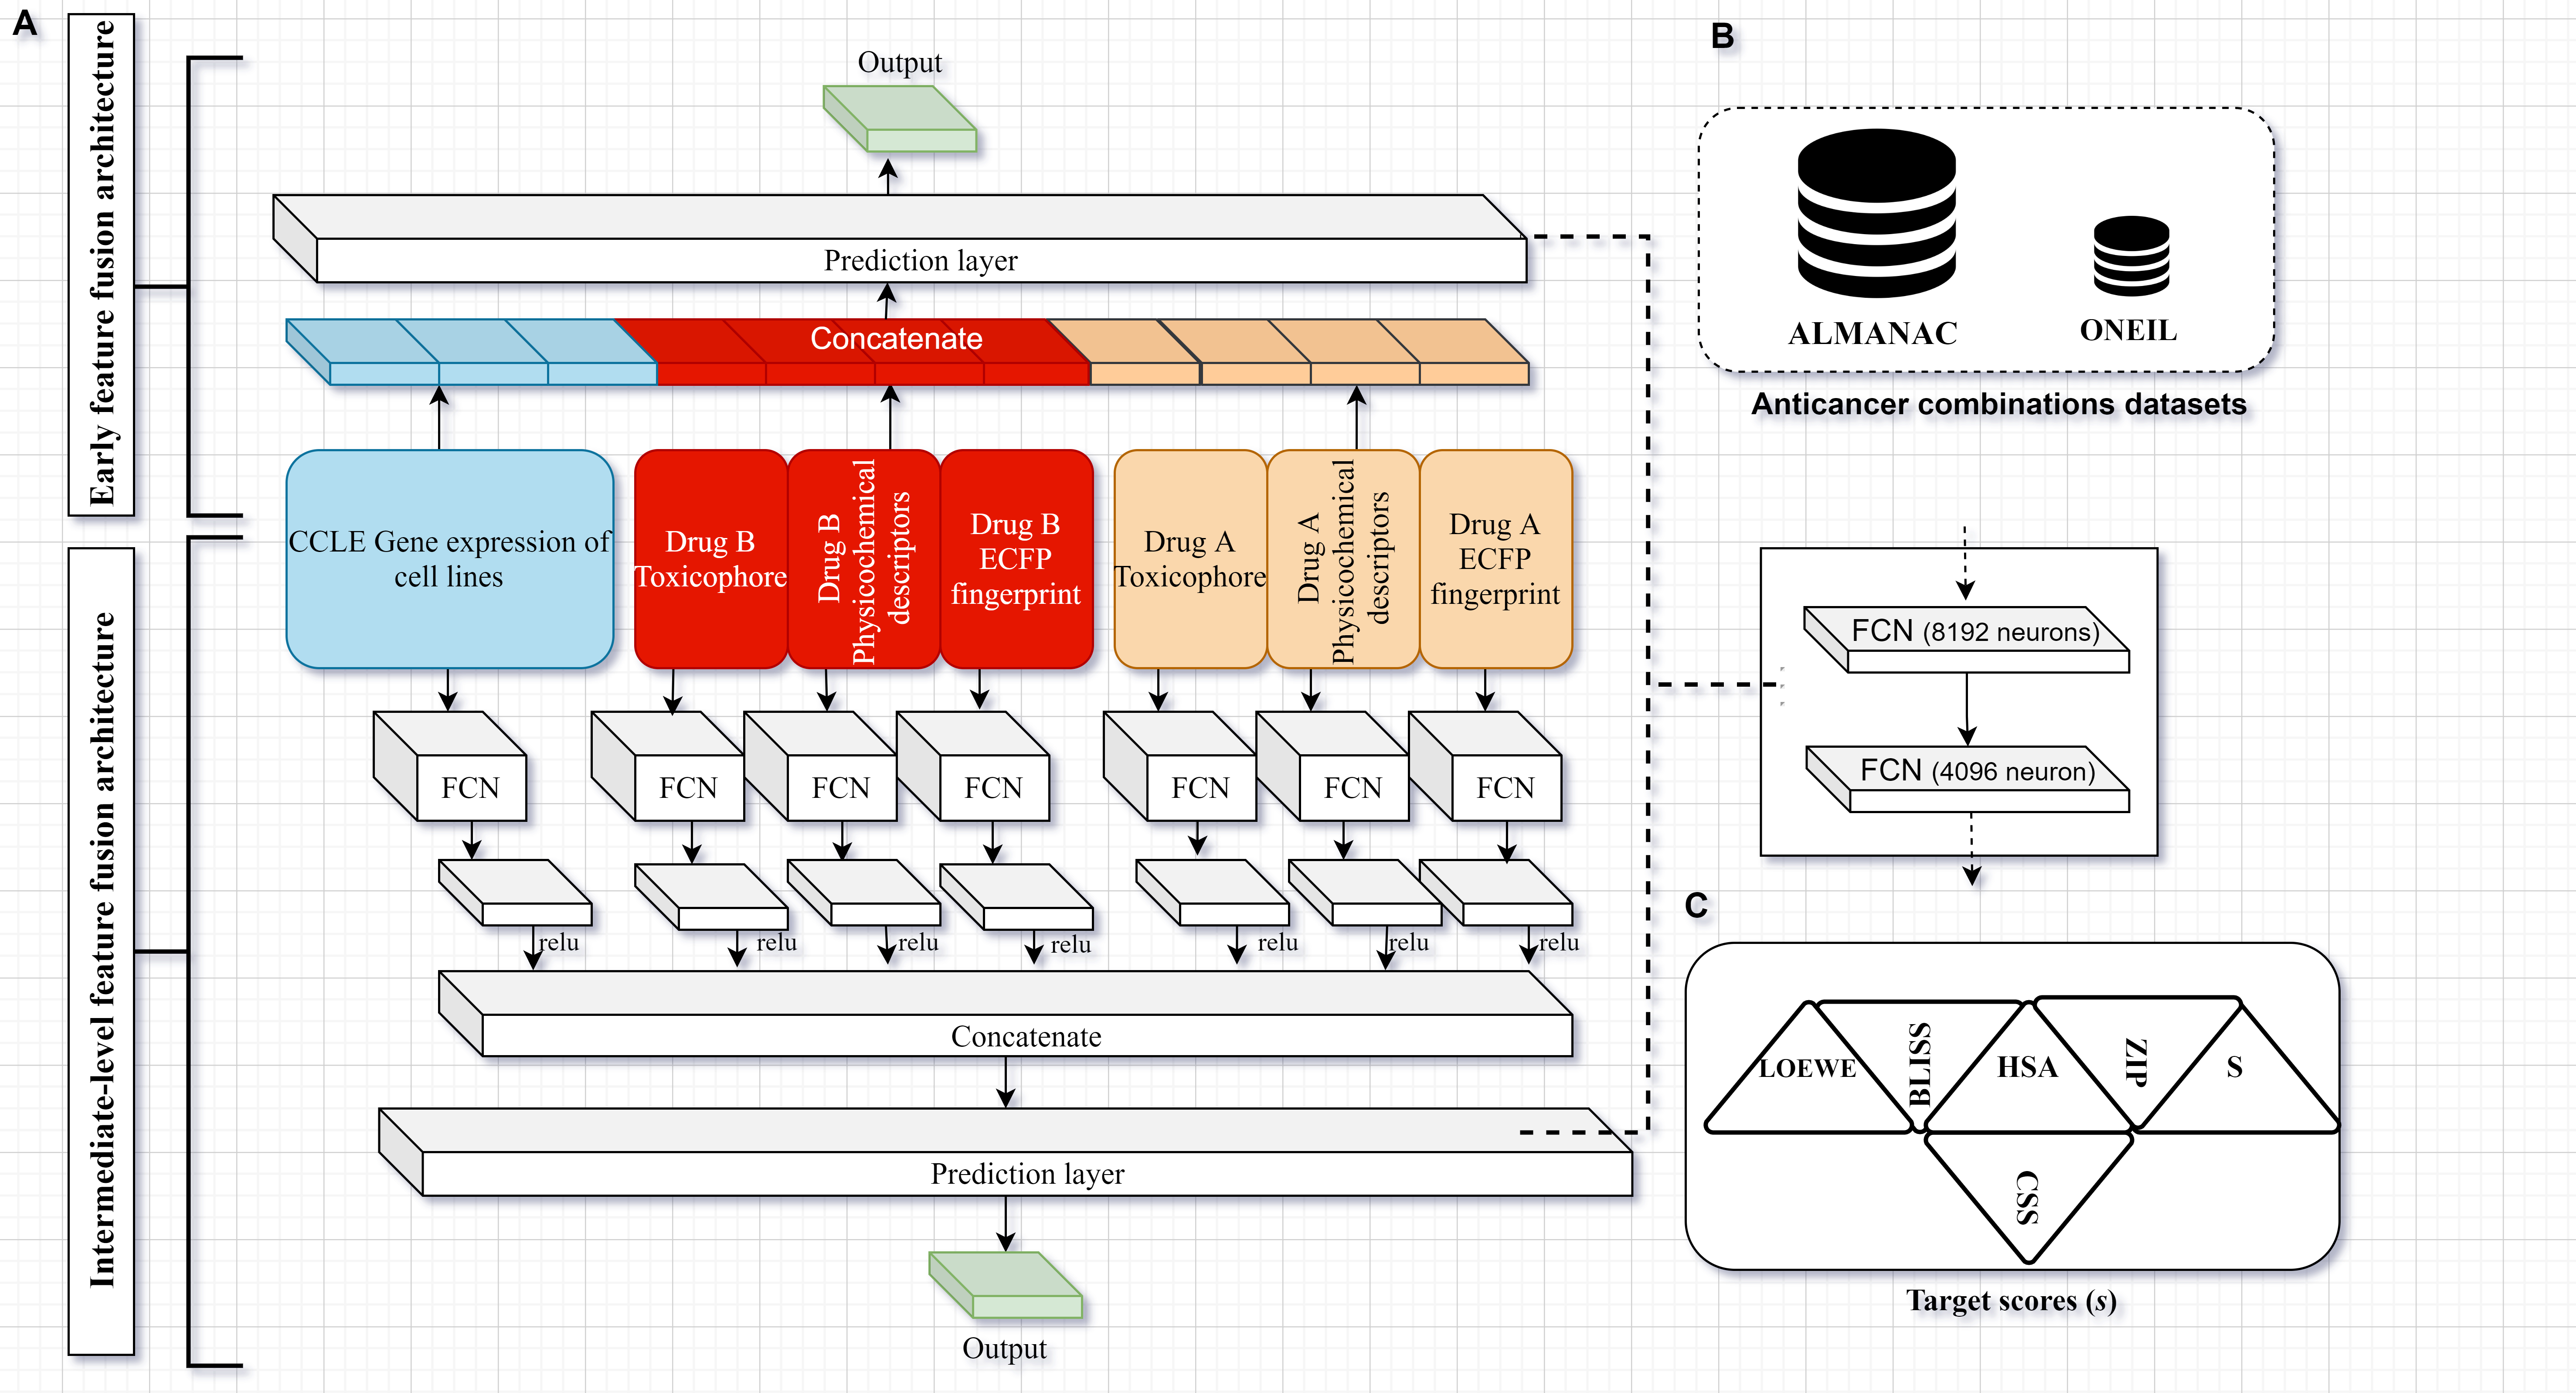 A
Early feature fusion architecture
Output
Prediction layer
Concatenate
CCLE Gene expression of
cell lines
Drug B
Toxicophore
Drug B
Physicochemical
descriptors
Drug B
ECFP
fingerprint
Drug A
Toxicophore
Drug A
Physicochemical
descriptors
Drug A
ECFP
fingerprint
Intermediate-level feature fusion architecture
FCN
FCN
FCN
FCN
FCN
FCN
FCN
relu
relu
relu
relu
relu
relu
relu
Concatenate
Prediction layer
Output
B
ALMANAC
ONEIL
Anticancer combinations datasets
FCN (8192 neurons)
FCN (4096 neuron)
C
LOEWE
BLISS
HSA
ZIP
S
CSS
Target scores (s)